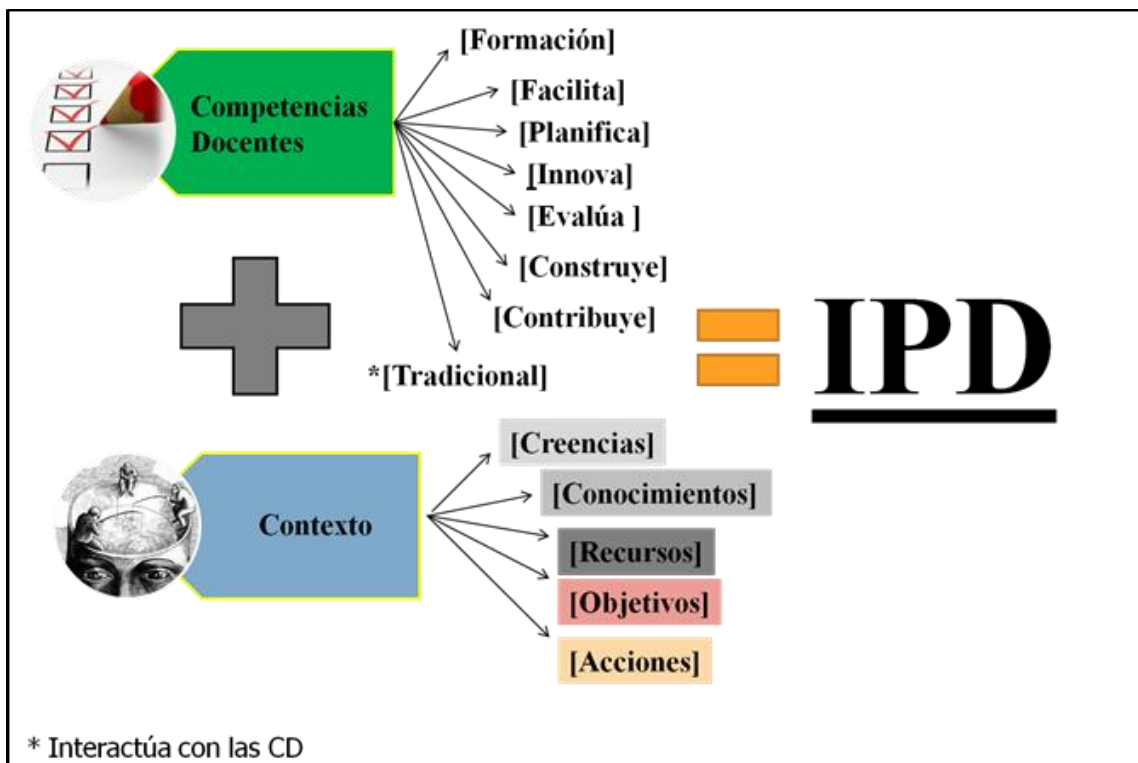 [Formación]
Competencias
Docentes
[Facilita]
[Planifica]
[Innova]
[Evalúa ]
[Construye]
[Contribuye]
*[Tradicional]
IPD
Contexto
[Creencias]
[Conocimientos]
[Recursos]
[Objetivos]
[Acciones]
* Interactúa con las CD